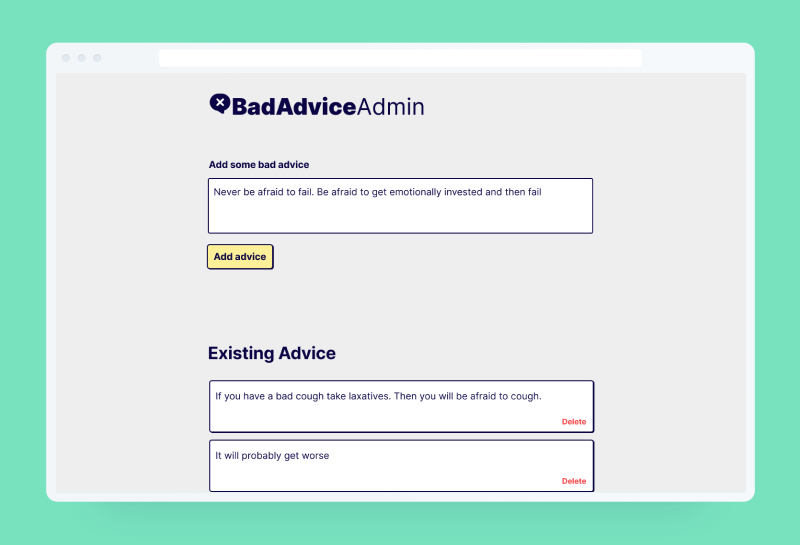 BadAdviceAdmin
Add some bad advice
Never be afraid to fail. Be afraid to get emotionally invested and then fail
Add advice
Existing Advice
If you have a bad cough take laxatives. Then you will be afraid to cough.
Delete
It will probably get worse
Delete